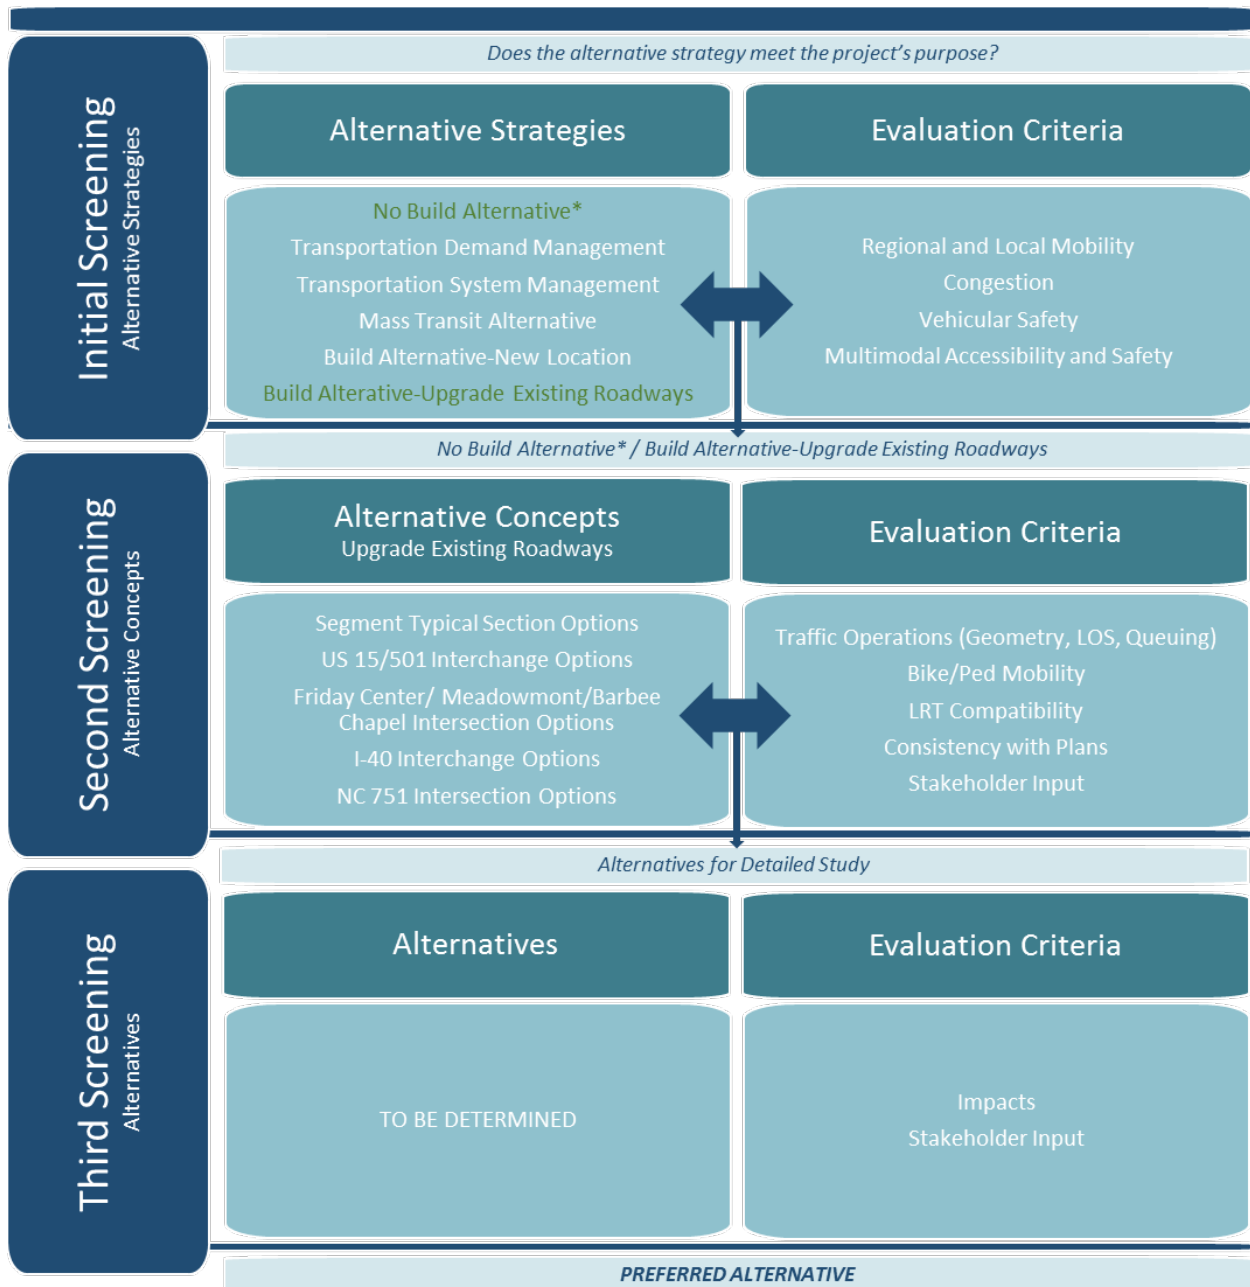 Does the alternative strategy meet the project's purpose?
Initial Screening
Alternative Strategies
Alternative Strategies
Evaluation Criteria
No Build Alternative*
Transportation Demand Management
Transportation System Management
Mass Transit Alternative
Build Alternative-New Location
Build Alterative-Upgrade Existing Roadways
Regional and Local Mobility
Congestion
Vehicular Safety
Multimodal Accessibility and Safety
No Build Alternative* / Build Alternative-Upgrade Existing Roadways
Second Screening
Alternative Concepts
Alternative Concepts
Upgrade Existing Roadways
Evaluation Criteria
Segment Typical Section Options
US 15/501 Interchange Options
Friday Center/ Meadowmont/Barbee
Chapel Intersection Options
I-40 Interchange Options
NC 751 Intersection Options
Traffic Operations (Geometry, LOS, Queuing)
Bike/Ped Mobility
LRT Compatibility
Consistency with Plans
Stakeholder Input
Alternatives for Detailed Study
Third Screening
Alternatives
Alternatives
Evaluation Criteria
TO BE DETERMINED
Impacts
Stakeholder Input
PREFERRED ALTERNATIVE